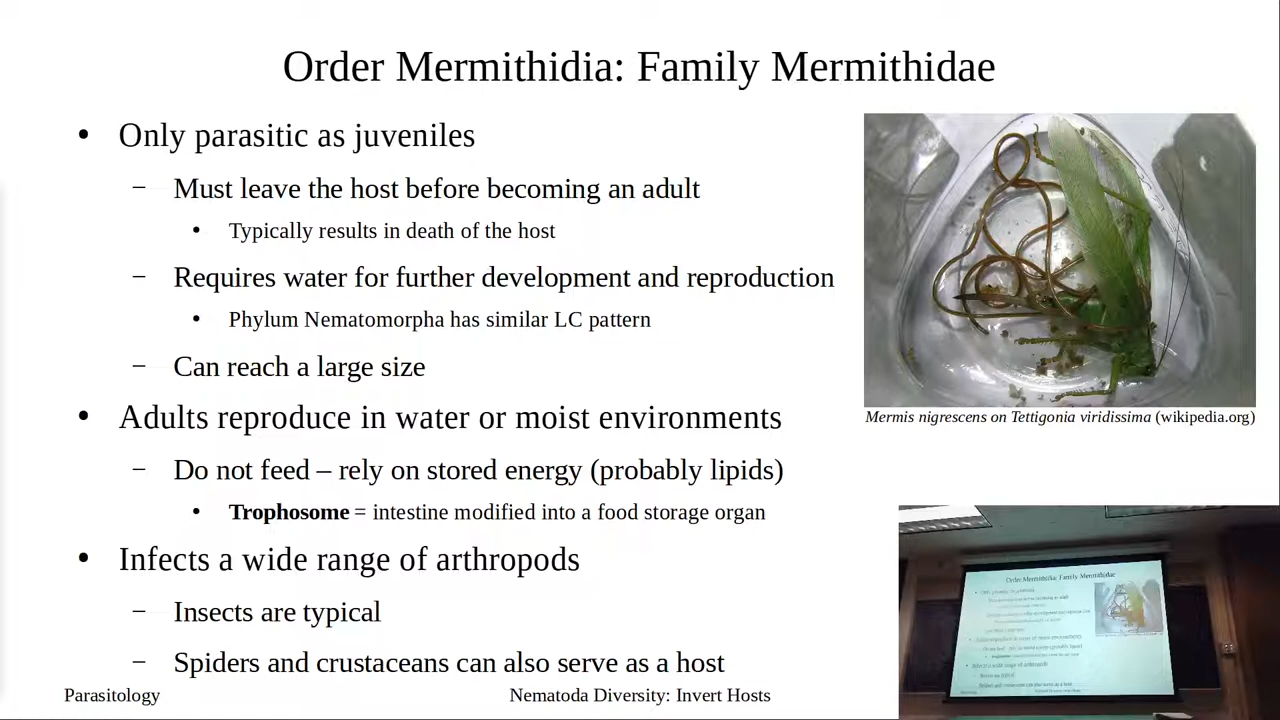 Order Mermithidia: Family Mermithidae
• Only parasitic as juveniles
– Must leave the host before becoming an adult
• Typically results in death of the host
– Requires water for further development and reproduction
• Phylum Nematomorpha has similar LC pattern
– Can reach a large size
• Adults reproduce in water or moist environments
– Do not feed – rely on stored energy (probably lipids)
• Trophosome = intestine modified into a food storage organ
• Infects a wide range of arthropods
– Insects are typical
– Spiders and crustaceans can also serve as a host
Mermis nigrescens on Tettigonia viridissima (wikipedia.org)
Parasitology
Nematoda Diversity: Invert Hosts
Order Mermithidia: Family Mermithidae